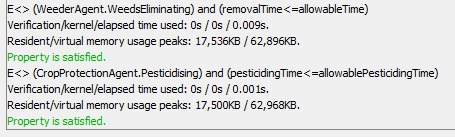 E<> (WeederAgent.WeedsEliminating) and (removalTime<=allowableTime)
Verification/kernel/elapsed time used: 0s / 0s / 0.009s.
Resident/virtual memory usage peaks: 17,536KB / 62,896KB.
Property is satisfied.
E<> (CropProtectionAgent.Pesticidising) and (pesticidingTime<=allowablePesticidingTime)
Verification/kernel/elapsed time used: 0s / 0s / 0.001s.
Resident/virtual memory usage peaks: 17,500KB / 62,968KB.
Property is satisfied.